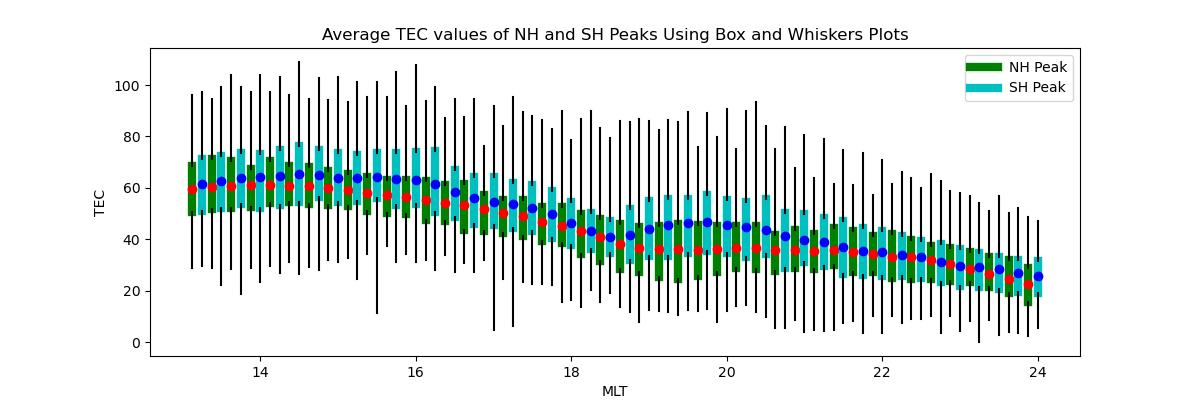 Average TEC values of NH and SH Peaks Using Box and Whiskers Plots
NH Peak
SH Peak
TEC
100
80
60
40
20
0
14 16 18 20 22 24
MLT